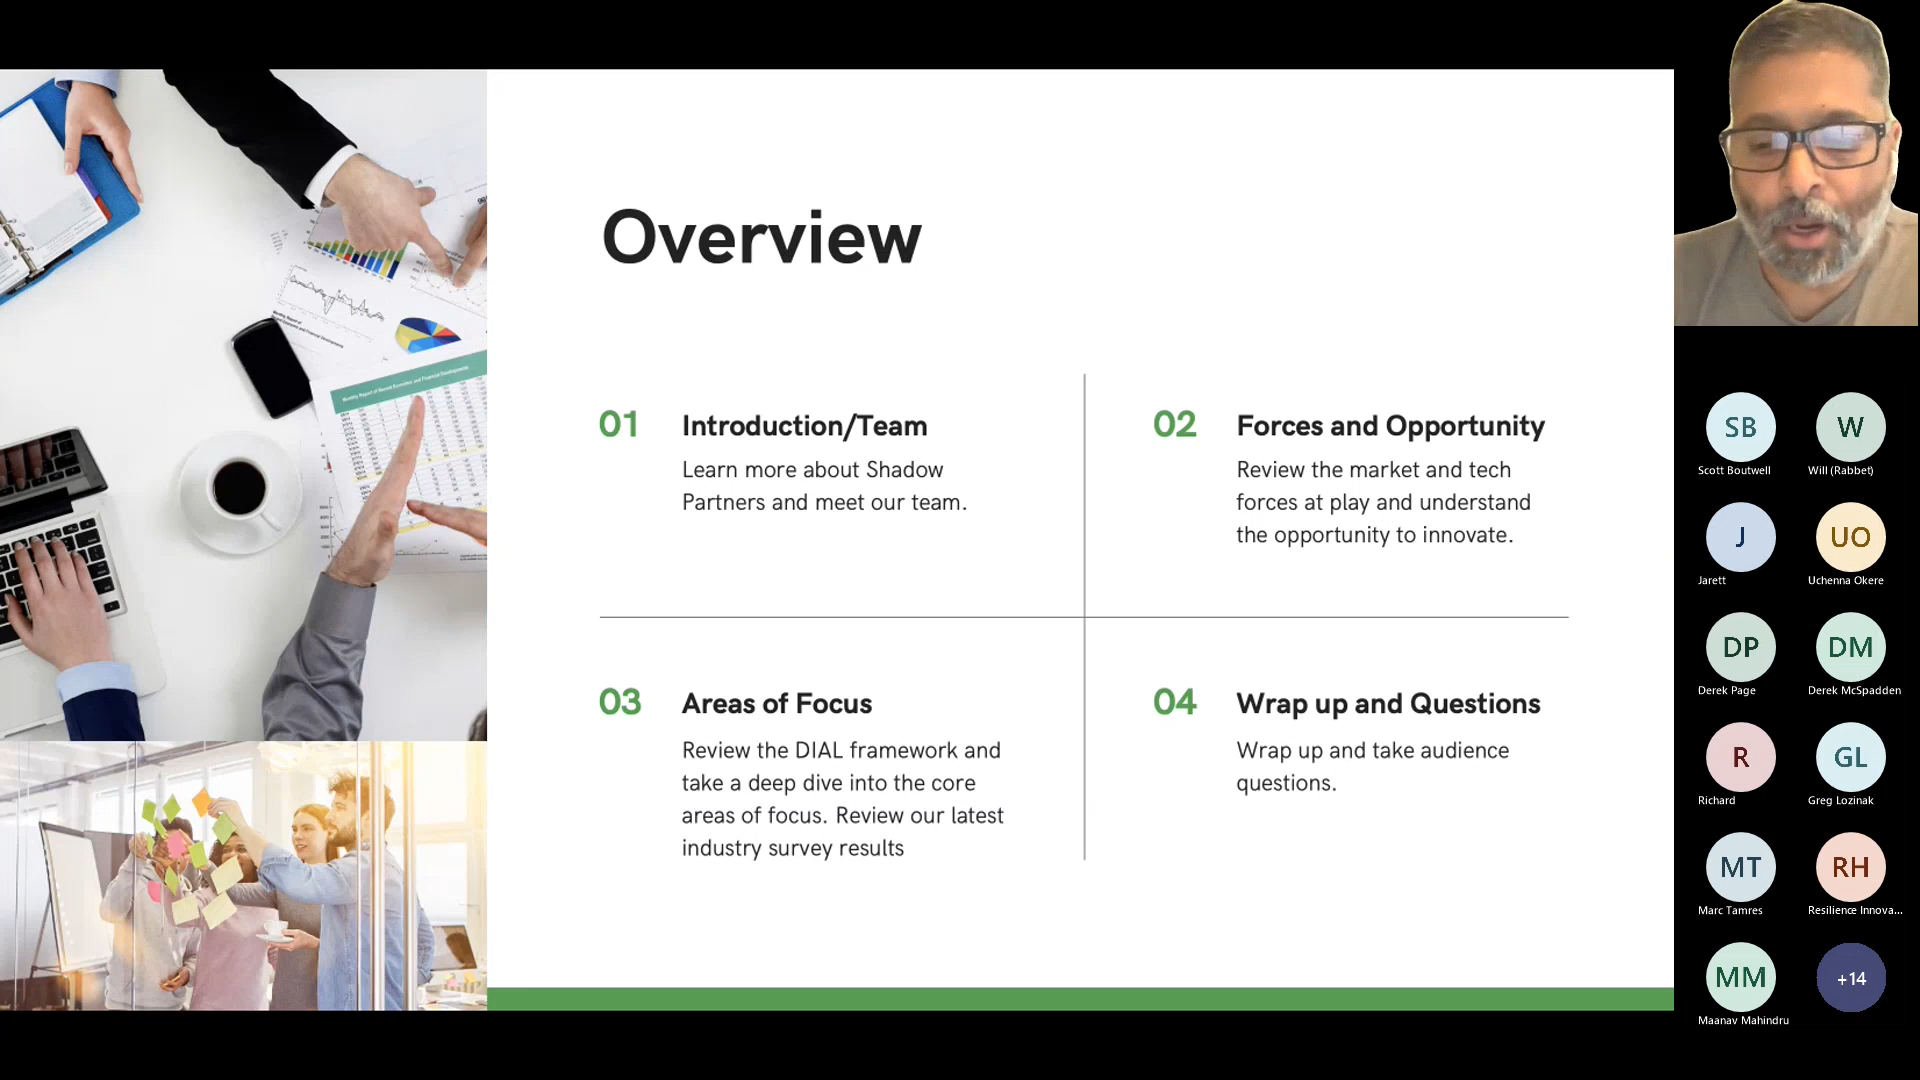 Overview
01
Introduction/Team
Learn more about Shadow
Partners and meet our team.
02
Forces and Opportunity
Review the market and tech
forces at play and understand
the opportunity to innovate.
03
Areas of Focus
Review the DIAL framework and
take a deep dive into the core
areas of focus. Review our latest
industry survey results
04
Wrap up and Questions
Wrap up and take audience
questions.
SB
Scott Boutwell
W
Will (Rabbet)
J
Jarett
UO
Uchenna Okere
DP
Derek Page
DM
Derek McSpadden
R
Richard
GL
Greg Lozinak
MT
Marc Tamres
RH
Resilience Innova...
MM
Maanav Mahindru
+14